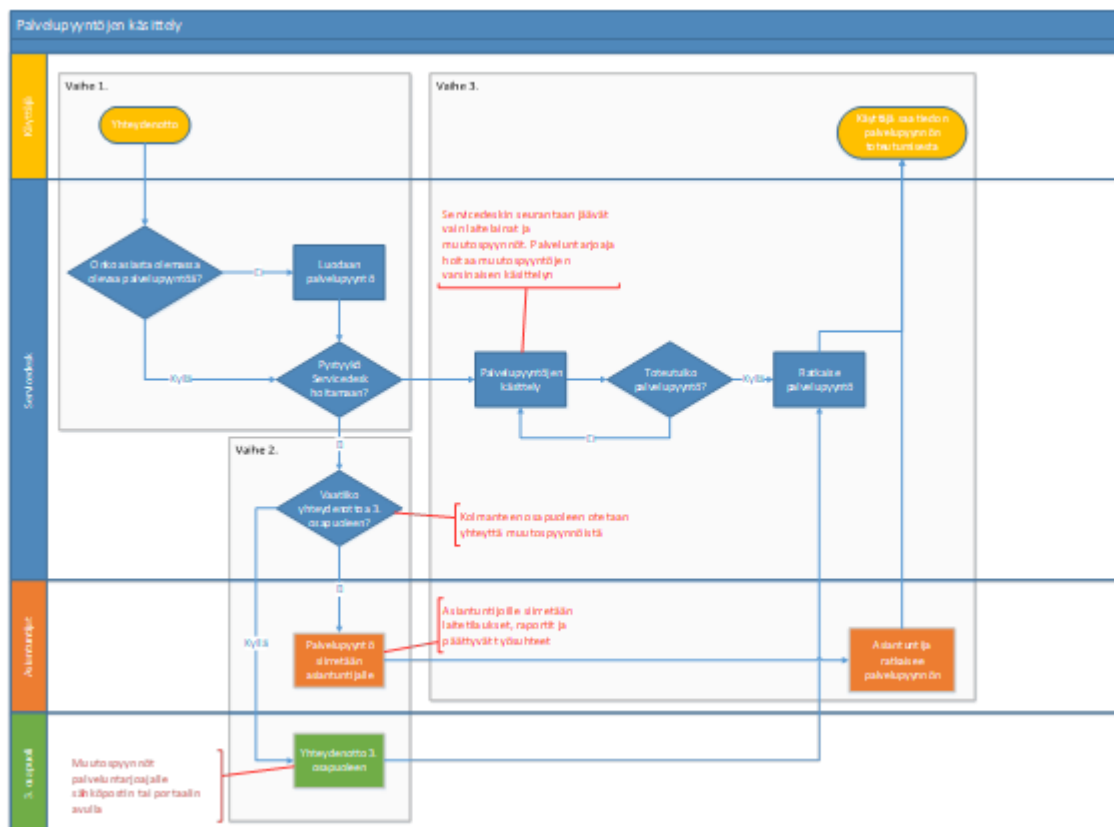 Palvelupyyntöjen käsittely
Käyttäjä
Vaihe 1.
Yhteydenotto
Vaihe 3.
Käyttäjä saa tiedon
palvelupyynnön
toteutumisesta
Servicedesk
Onko asiasta olemassa
olevaa palvelupyyntöä?
Ei
Luodaan
palvelupyyntö
Kyllä
Pystyykö
Servicedesk
hoitamaan?
Servicedeskin seurantaan jäävät
vain laitelainat ja
muutospyynnöt. Palveluntarjoaja
hoitaa muutospyyntöjen
varsinaisen käsittelyn
Palvelupyyntöjen
käsittely
Toteutuiko
palvelupyyntö?
Kyllä
Ratkaise
palvelupyyntö
Ei
Ei
Vaihe 2.
Vaatiiko
yhteydenottoa 3.
osapuoleen?
Kolmanteen osapuoleen otetaan
yhteyttä muutospyynnöistä
Ei
Kyllä
Asiantuntijat
Palvelupyyntö
siirretään
asiantuntijalle
Asiantuntijoille siirretään
laitetilaukset, raportit ja
päättyvät työsuhteet
Asiantuntija
ratkaisee
palvelupyynnön
3. osapuoli
Muutospyynnöt
palveluntarjoajalle
sähköpostin tai portaalin
avulla
Yhteydenotto 3.
osapuoleen